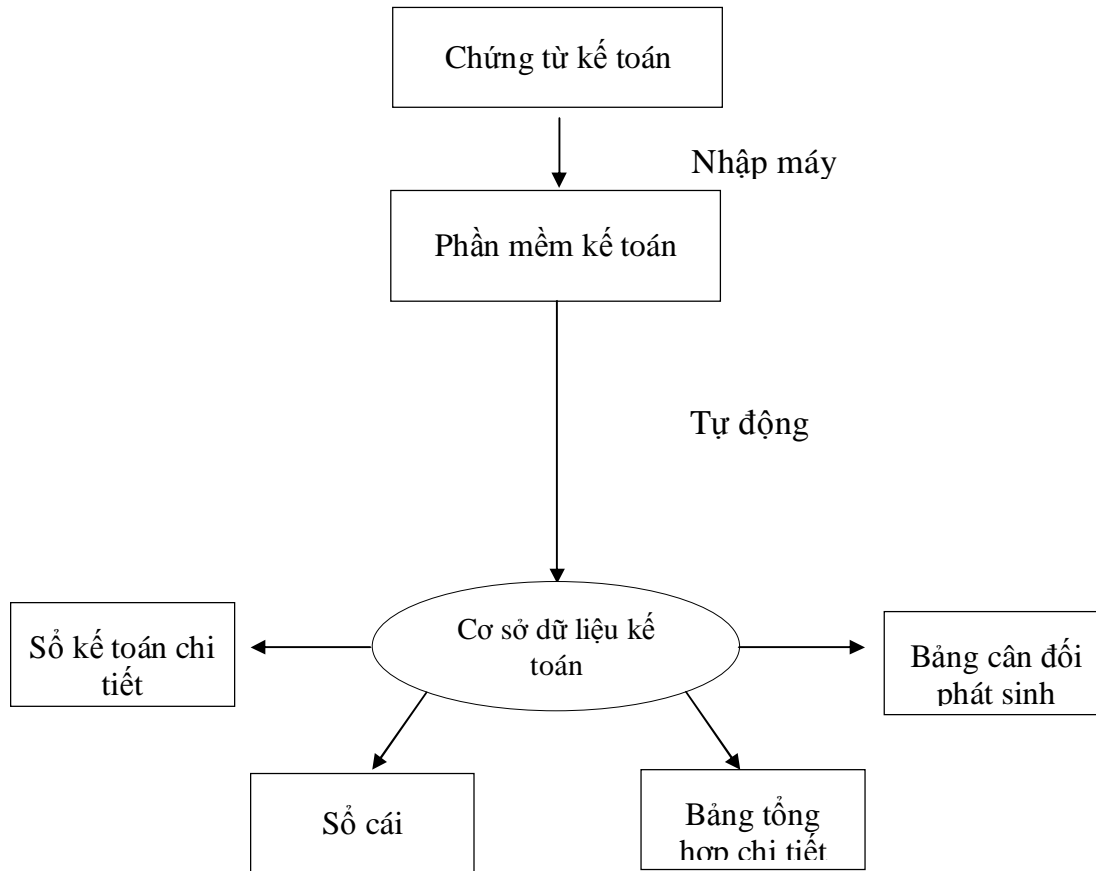 Chứng từ kế toán
Nhập máy
Phần mềm kế toán
Tự động
Cơ sở dữ liệu kế
toán
Sổ kế toán chi
tiết
Bảng cân đối
phát sinh
Sổ cái
Bảng tổng
hợp chi tiết